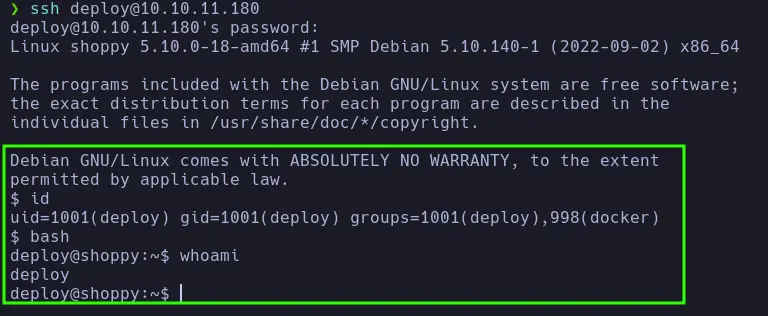 ❯ ssh deploy@10.10.11.180
deploy@10.10.11.180's password:
Linux shoppy 5.10.0-18-amd64 #1 SMP Debian 5.10.140-1 (2022-09-02) x86_64
The programs included with the Debian GNU/Linux system are free software;
the exact distribution terms for each program are described in the
individual files in /usr/share/doc/*/copyright.
Debian GNU/Linux comes with ABSOLUTELY NO WARRANTY, to the extent
permitted by applicable law.
$ id
uid=1001(deploy) gid=1001(deploy) groups=1001(deploy),998(docker)
$ bash
deploy@shoppy:~$ whoami
deploy
deploy@shoppy:~$